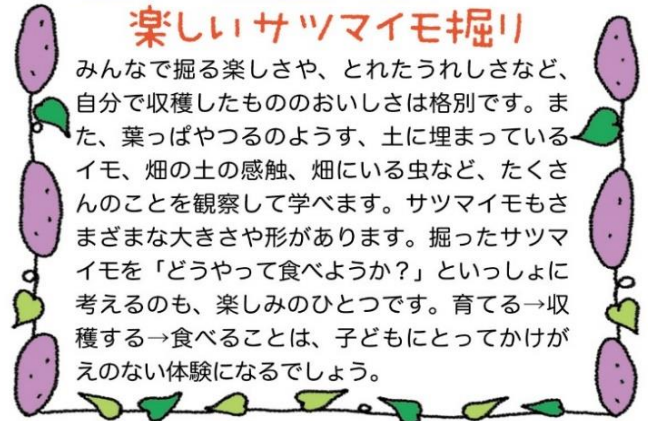 楽しいサツマイモ掘り
みんなで掘る楽しさや、とれたうれしさなど、
自分で収穫したもののおいしさは格別です。ま
た、葉っぱやつるのようす、土に埋まっている
イモ、畑の土の感触、畑にいる虫など、たくさ
んのことを観察して学べます。サツマイモもさ
まざまな大きさや形があります。掘ったサツマ
イモを「どうやって食べようか？」といっしょに
考えるのも、楽しみのひとつです。育てる→収
穫する→食べることは、子どもにとってかけが
えのない体験になるでしょう。